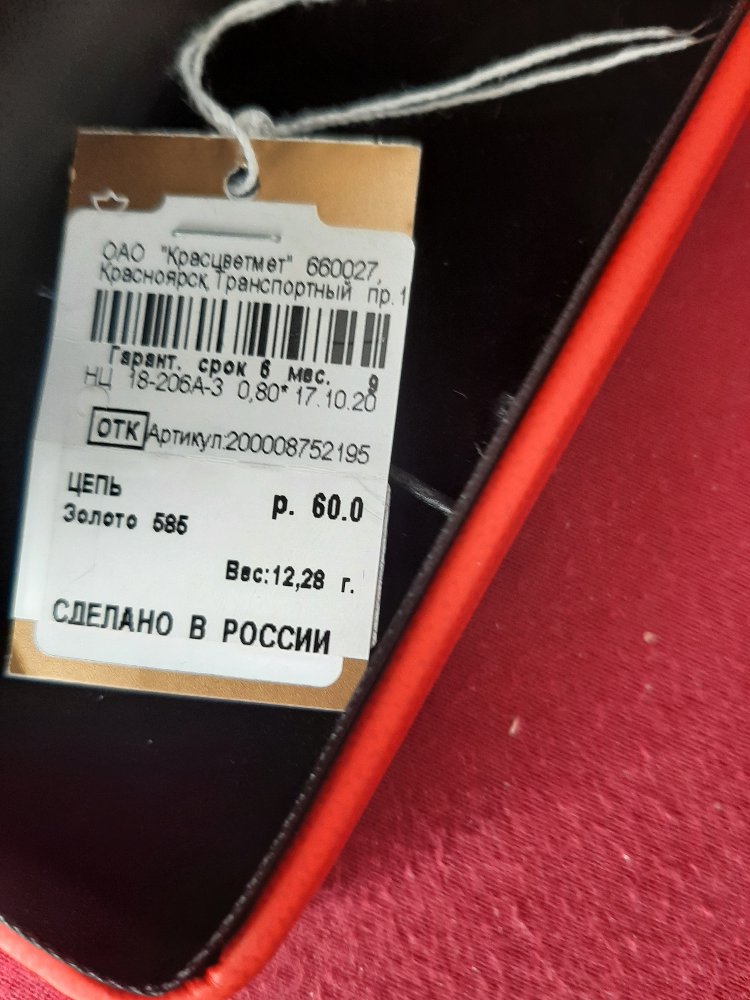 ОАО "Красцветмет" 660027,
Красноярск, Транспортный пр.1
Гарант. срок 6 мес. 9
НЦ 18-206А-3 0,80* 17.10.20
ОТК Артикул:200008752195
ЦЕПЬ р. 60.0
Золото 585
Вес:12,28 г.
СДЕЛАНО В РОССИИ